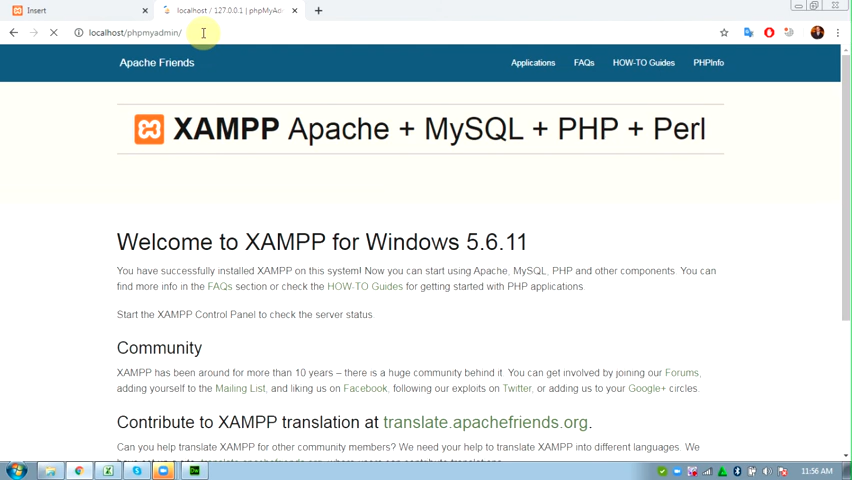 Insert
localhost / 127.0.0.1 | phpMyAd
localhost/phpmyadmin/
Apache Friends
Applications
FAQs
HOW-TO Guides
PHPInfo
XAMPP Apache + MySQL + PHP + Perl
Welcome to XAMPP for Windows 5.6.11
You have successfully installed XAMPP on this system! Now you can start using Apache, MySQL, PHP and other components. You can
find more info in the FAQs section or check the HOW-TO Guides for getting started with PHP applications.
Start the XAMPP Control Panel to check the server status.
Community
XAMPP has been around for more than 10 years – there is a huge community behind it. You can get involved by joining our Forums,
adding yourself to the Mailing List, and liking us on Facebook, following our exploits on Twitter, or adding us to your Google+ circles.
Contribute to XAMPP translation at translate.apachefriends.org.
Can you help translate XAMPP for other community members? We need your help to translate XAMPP into different languages. We
Dw
11:56 AM